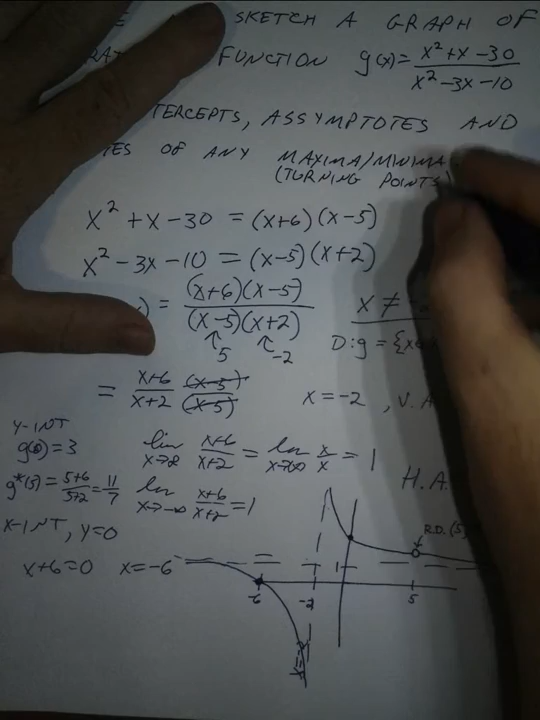 SKETCH A GRAPH OF
FUNCTION g(x) = (x² + x - 30)/(x² - 3x - 10)
TERCEPTS, ASSYMPTOTES AND
OF ANY MAXIMA/MINIMA
(TURNING POINTS)
x² + x - 30 = (x+6)(x-5)
x² - 3x - 10 = (x-5)(x+2)
) = (x+6)(x-5)/(x-5)(x+2) x ≠
↑5 ↑-2 D:g = {x
= x+6/x+2 (x-5)/(x-5) x = -2 , V.A
Y-INT
g(0) = 3 lim x→∞ x+6/x+2 = lim x→∞ x/x = 1
g*(5) = 5+6/5+2 = 11/7 lim x→-∞ x+6/x+2 = 1 H.A.
X-INT, y=0 R.D. (5,
x+6=0 x=-6 1
-6 -2 5
x=-2